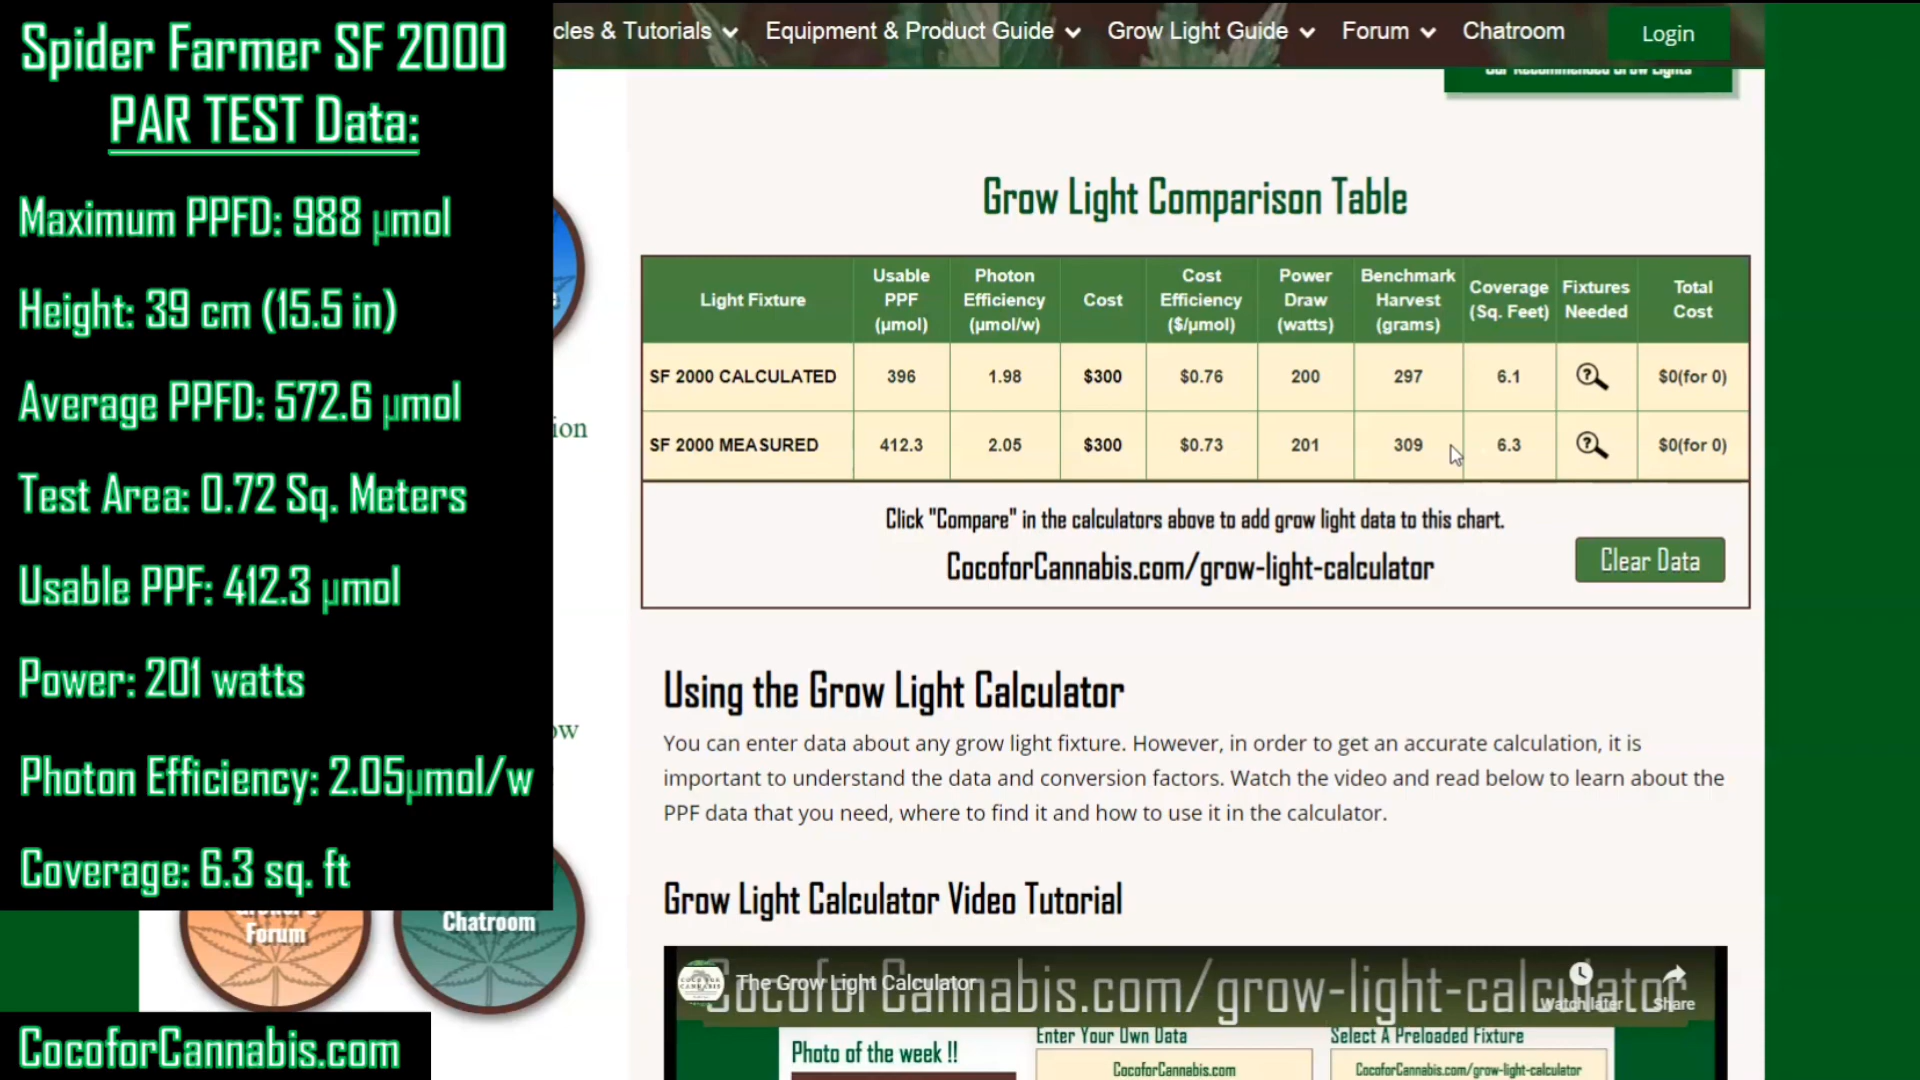 Spider Farmer SF 2000
PAR TEST Data:
Maximum PPFD: 988 µmol
Height: 39 cm (15.5 in)
Average PPFD: 572.6 µmol
Test Area: 0.72 Sq. Meters
Usable PPF: 412.3 µmol
Power: 201 watts
Photon Efficiency: 2.05µmol/w
Coverage: 6.3 sq. ft
Forum
Chatroom
CocoforCannabis.com
cles & Tutorials
Equipment & Product Guide
Grow Light Guide
Forum
Chatroom
Login
Our Recommended Grow Lights
ion
ow
Grow Light Comparison Table
Light Fixture
Usable PPF (µmol)
Photon Efficiency (µmol/w)
Cost
Cost Efficiency ($/µmol)
Power Draw (watts)
Benchmark Harvest (grams)
Coverage (Sq. Feet)
Fixtures Needed
Total Cost
SF 2000 CALCULATED 396 1.98 $300 $0.76 200 297 6.1 $0(for 0)
SF 2000 MEASURED 412.3 2.05 $300 $0.73 201 309 6.3 $0(for 0)
Click "Compare" in the calculators above to add grow light data to this chart.
CocoforCannabis.com/grow-light-calculator
Clear Data
Using the Grow Light Calculator
You can enter data about any grow light fixture. However, in order to get an accurate calculation, it is
important to understand the data and conversion factors. Watch the video and read below to learn about the
PPF data that you need, where to find it and how to use it in the calculator.
Grow Light Calculator Video Tutorial
The Grow Light Calculator
CocoforCannabis.com/grow-light-calculator
Watch later
Share
Photo of the week !!
Enter Your Own Data
CocoforCannabis.com
Select A Preloaded Fixture
CocoforCannabis.com/grow-light-calculator